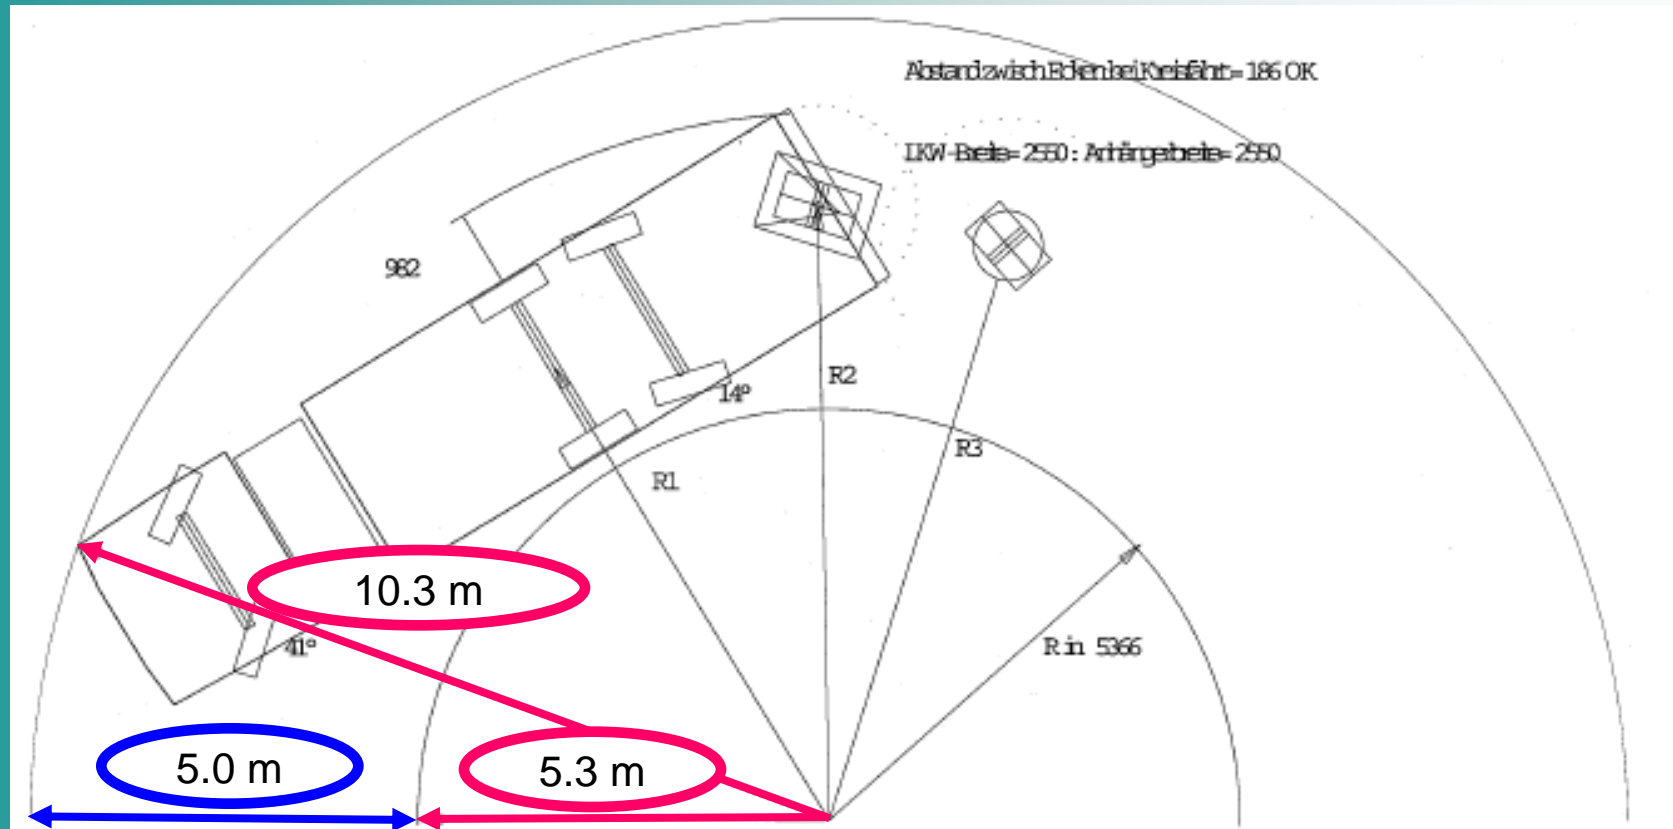 Abstand zwisch Ecken bei Kreisfahrt = 186 OK
LKW-Breite = 2550 : Anhängerbreite = 2550
982
R2
14°
R3
R1
10.3 m
41°
R in 5366
5.0 m
5.3 m